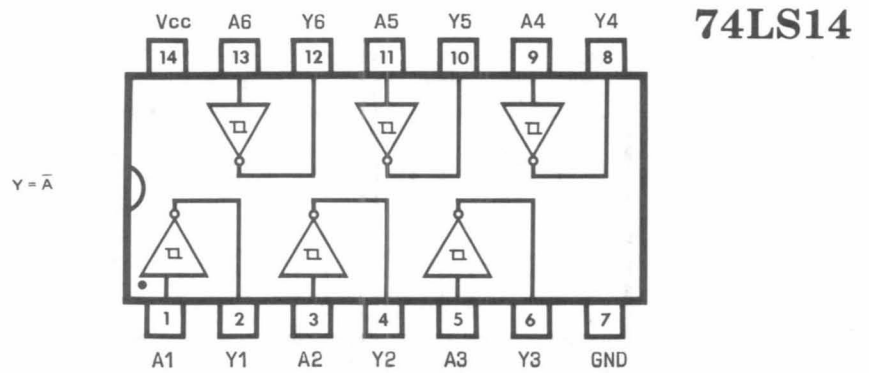 74LS14
Vcc A6 Y6 A5 Y5 A4 Y4
14 13 12 11 10 9 8
Y = A̅
1 2 3 4 5 6 7
A1 Y1 A2 Y2 A3 Y3 GND